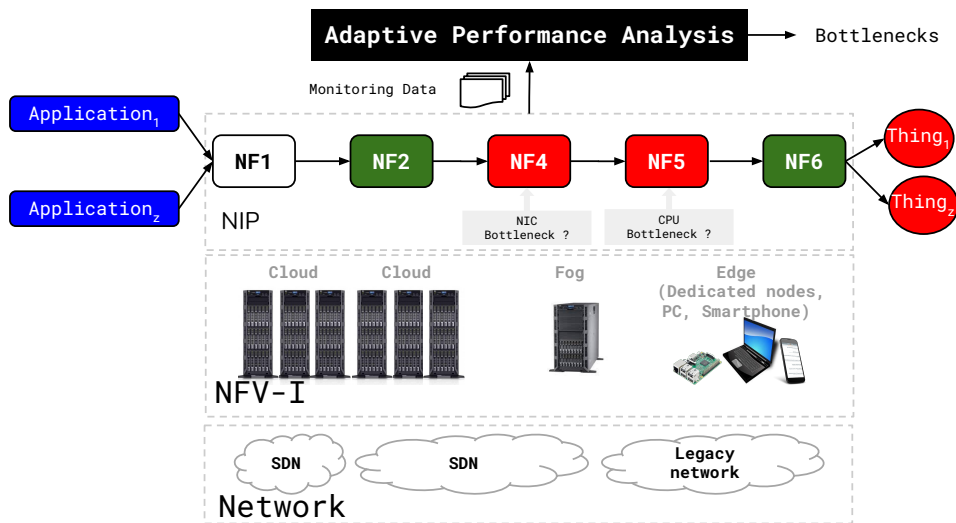 Adaptive Performance Analysis
Bottlenecks
Monitoring Data
Application1
Applicationz
NF1
NF2
NF4
NF5
NF6
Thing1
Thingz
NIC
Bottleneck ?
CPU
Bottleneck ?
NIP
Cloud
Cloud
Fog
Edge
(Dedicated nodes,
PC, Smartphone)
NFV-I
SDN
SDN
Legacy
network
Network